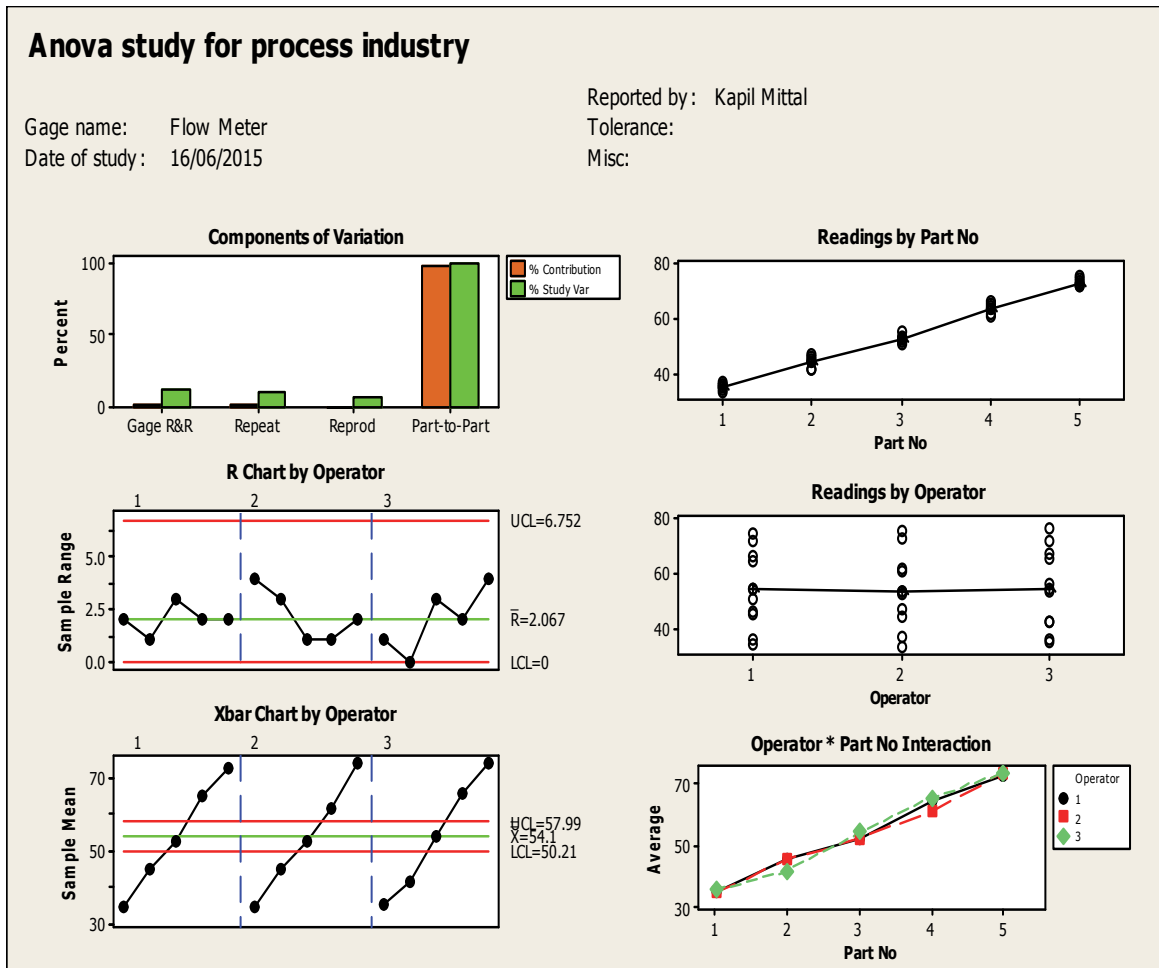 Anova study for process industry
Gage name: Flow Meter
Date of study: 16/06/2015
Reported by: Kapil Mittal
Tolerance:
Misc:
Components of Variation
Percent
100
50
0
Gage R&R Repeat Reprod Part-to-Part
% Contribution
% Study Var
Readings by Part No
80
60
40
1 2 3 4 5
Part No
R Chart by Operator
1 2 3
Sample Range
5.0
2.5
0.0
UCL=6.752
R̅=2.067
LCL=0
Readings by Operator
80
60
40
1 2 3
Operator
Xbar Chart by Operator
1 2 3
Sample Mean
70
50
30
UCL=57.99
X̿=54.1
LCL=50.21
Operator * Part No Interaction
Average
70
50
30
1 2 3 4 5
Part No
Operator
1
2
3